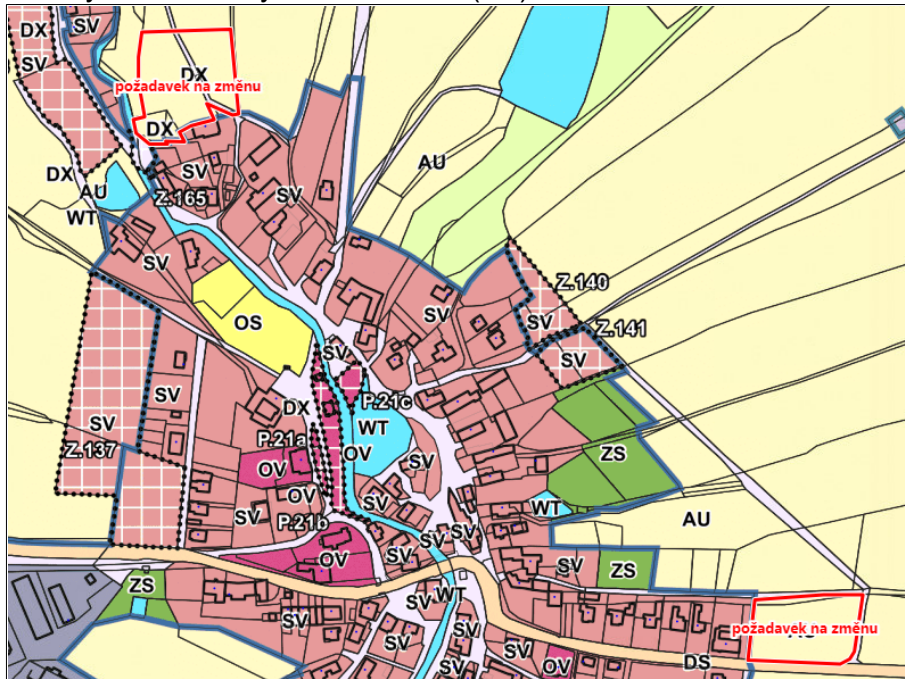 DX
SV
SV
DX
požadavek na změnu
DX
SV
DX
AU
AU
WT
Z.165
SV
SV
SV
Z.140
OS
SV
SV
Z.141
SV
SV
SV
DX
P.21c
WT
SV
Z.137
P.21a
OV
OV
SV
ZS
OV
SV
WT
SV
P.21b
AU
SV
SV
OV
SV
SV
ZS
ZS
WT
SV
SV
požadavek na změnu
SV
SV
SV
OV
DS